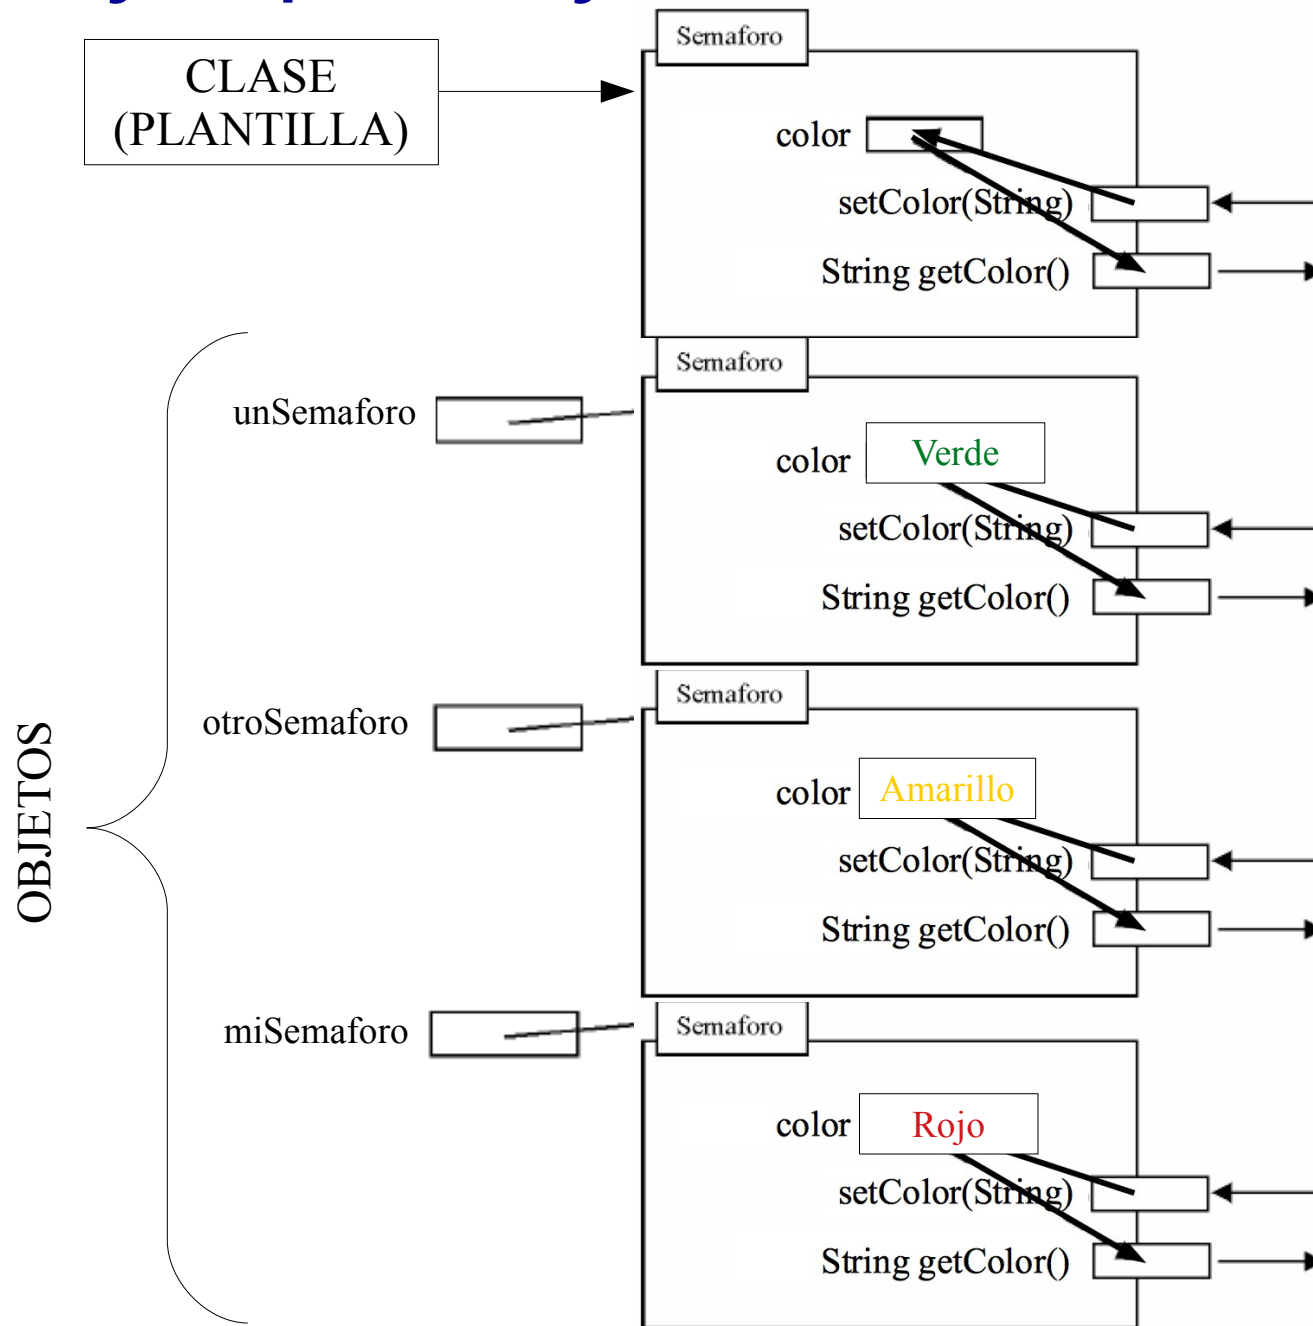 Semaforo
CLASE
(PLANTILLA)
color
setColor(String)
String getColor()
Semaforo
unSemaforo
color Verde
setColor(String)
String getColor()
OBJETOS
Semaforo
otroSemaforo
color Amarillo
setColor(String)
String getColor()
Semaforo
miSemaforo
color Rojo
setColor(String)
String getColor()